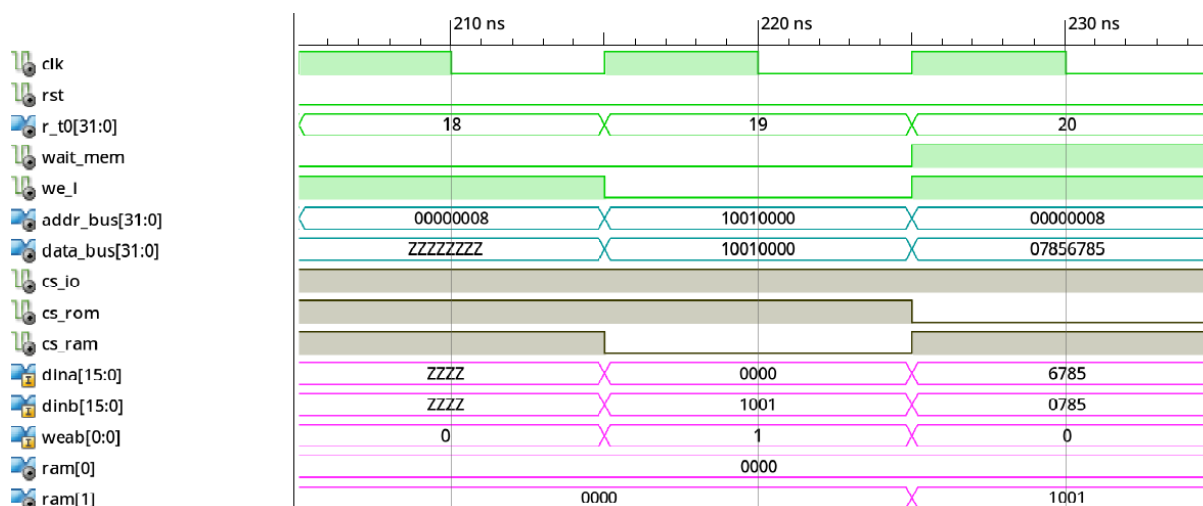 210 ns 220 ns 230 ns
clk
rst
r_t0[31:0] 18 19 20
wait_mem
we_l
addr_bus[31:0] 00000008 10010000 00000008
data_bus[31:0] ZZZZZZZZ 10010000 07856785
cs_io
cs_rom
cs_ram
dina[15:0] ZZZZ 0000 6785
dinb[15:0] ZZZZ 1001 0785
weab[0:0] 0 1 0
ram[0] 0000
ram[1] 0000 1001